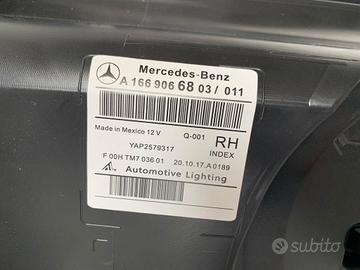 Mercedes-Benz
A 166 906 68 03 / 011
Made in Mexico 12 V
Q-001
RH
YAP2579317
INDEX
F 00H TM7 036 01
20.10.17.A0189
Automotive Lighting
subito